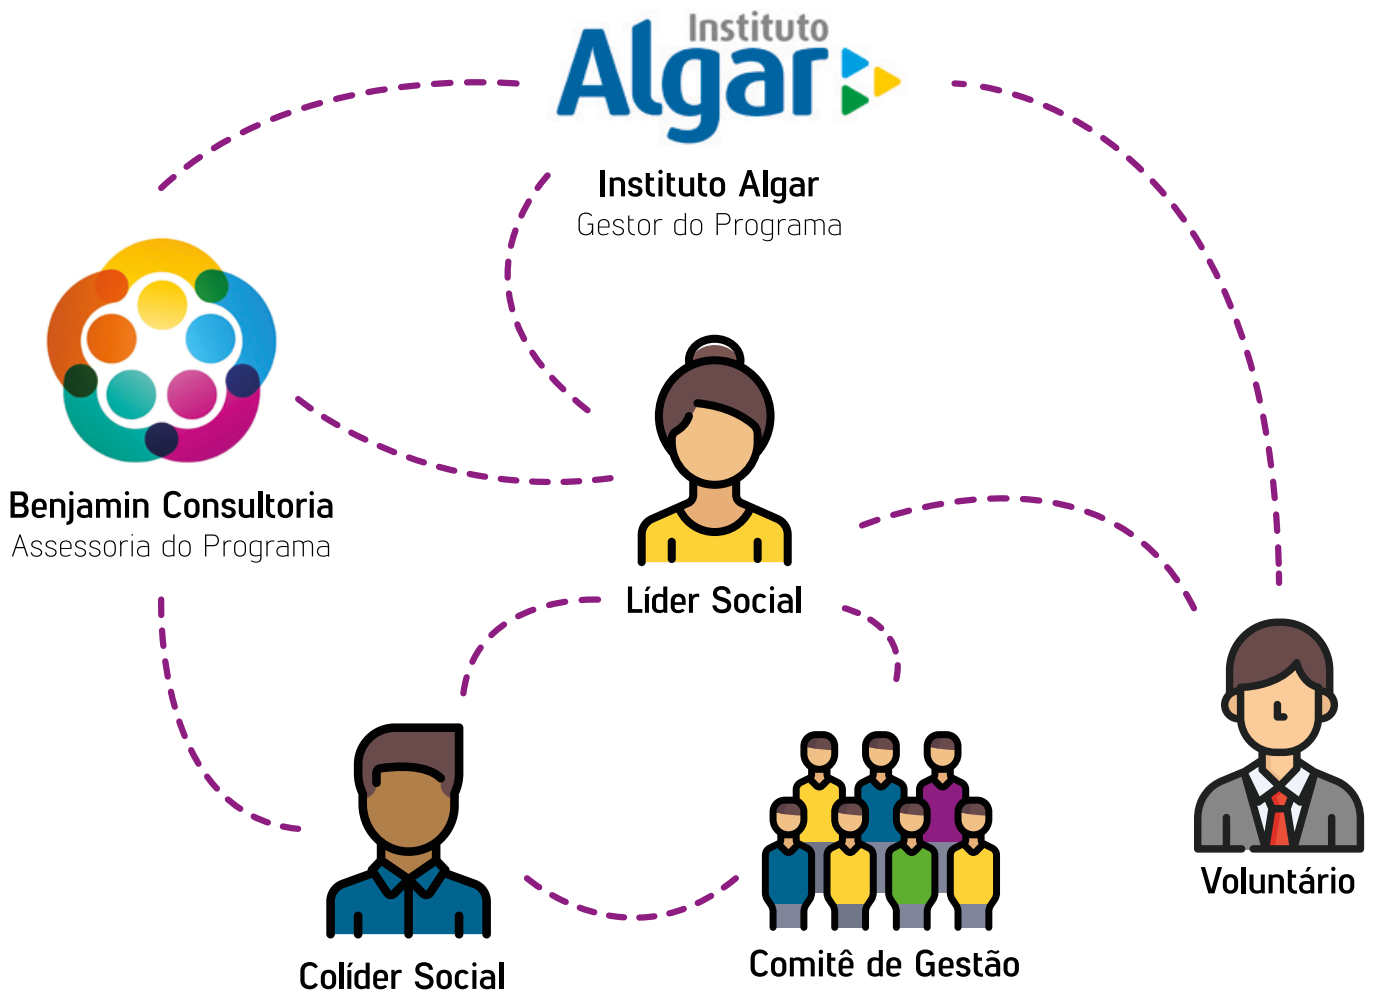 Instituto
Algar
Instituto Algar
Gestor do Programa
Benjamin Consultoria
Assessoria do Programa
Líder Social
Voluntário
Colíder Social
Comitê de Gestão